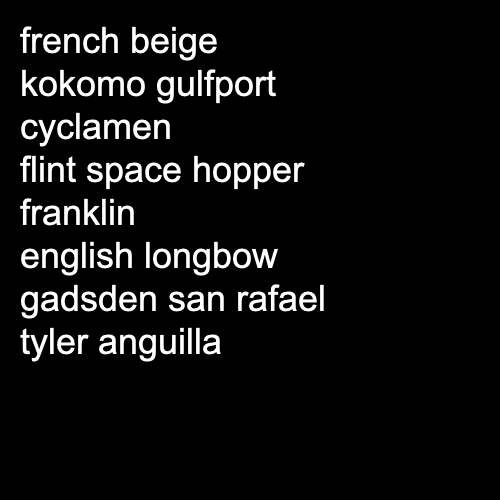 french beige
kokomo gulfport
cyclamen
flint space hopper
franklin
english longbow
gadsden san rafael
tyler anguilla